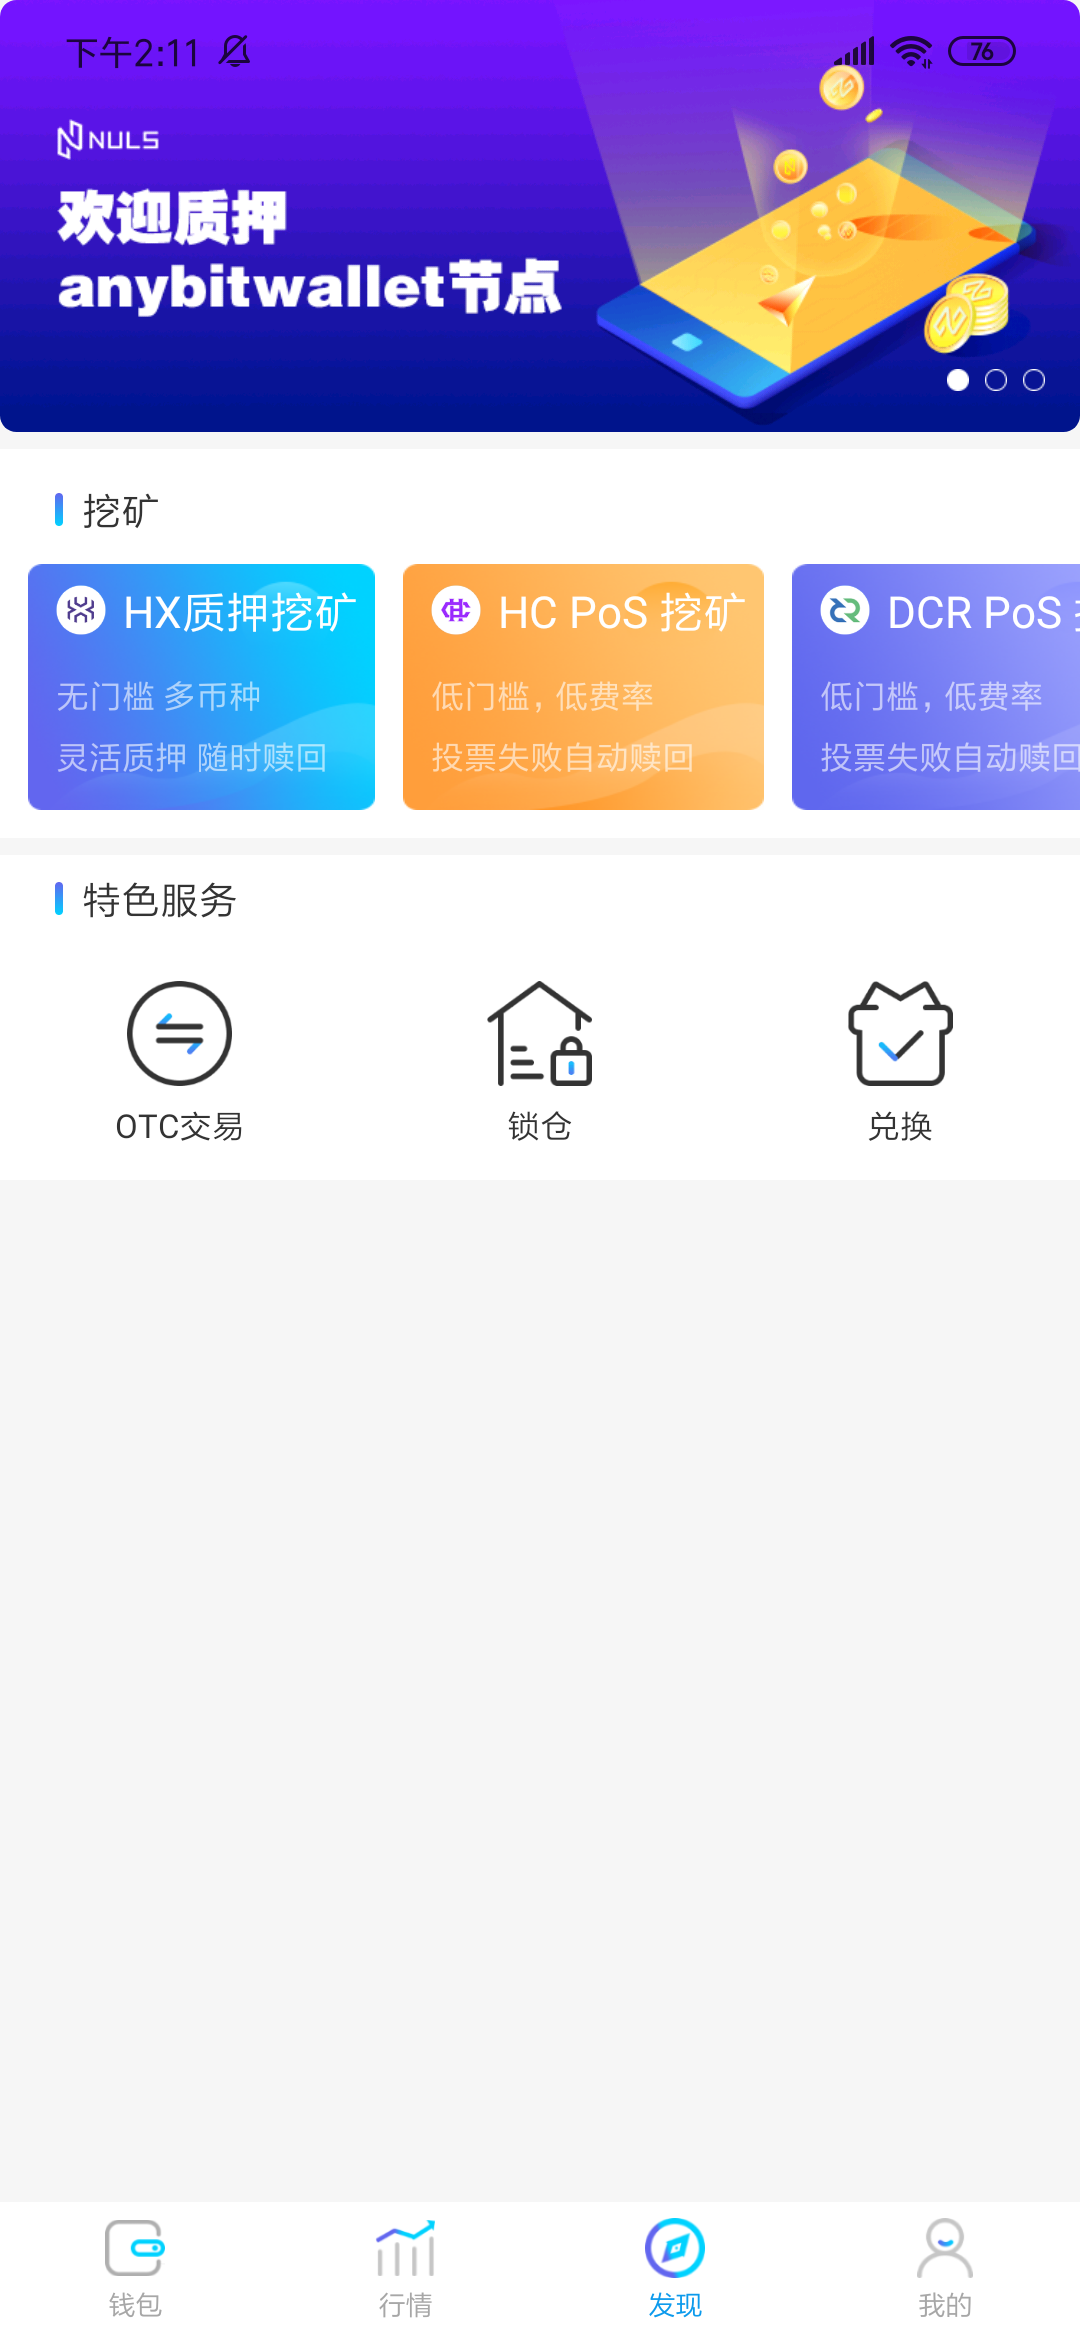 下午2:11
76
NULS
欢迎质押
anybitwallet节点
挖矿
HX质押挖矿
无门槛 多币种
灵活质押 随时赎回
HC PoS 挖矿
低门槛，低费率
投票失败自动赎回
DCR PoS
低门槛，低费率
投票失败自动赎回
特色服务
OTC交易
锁仓
兑换
钱包
行情
发现
我的